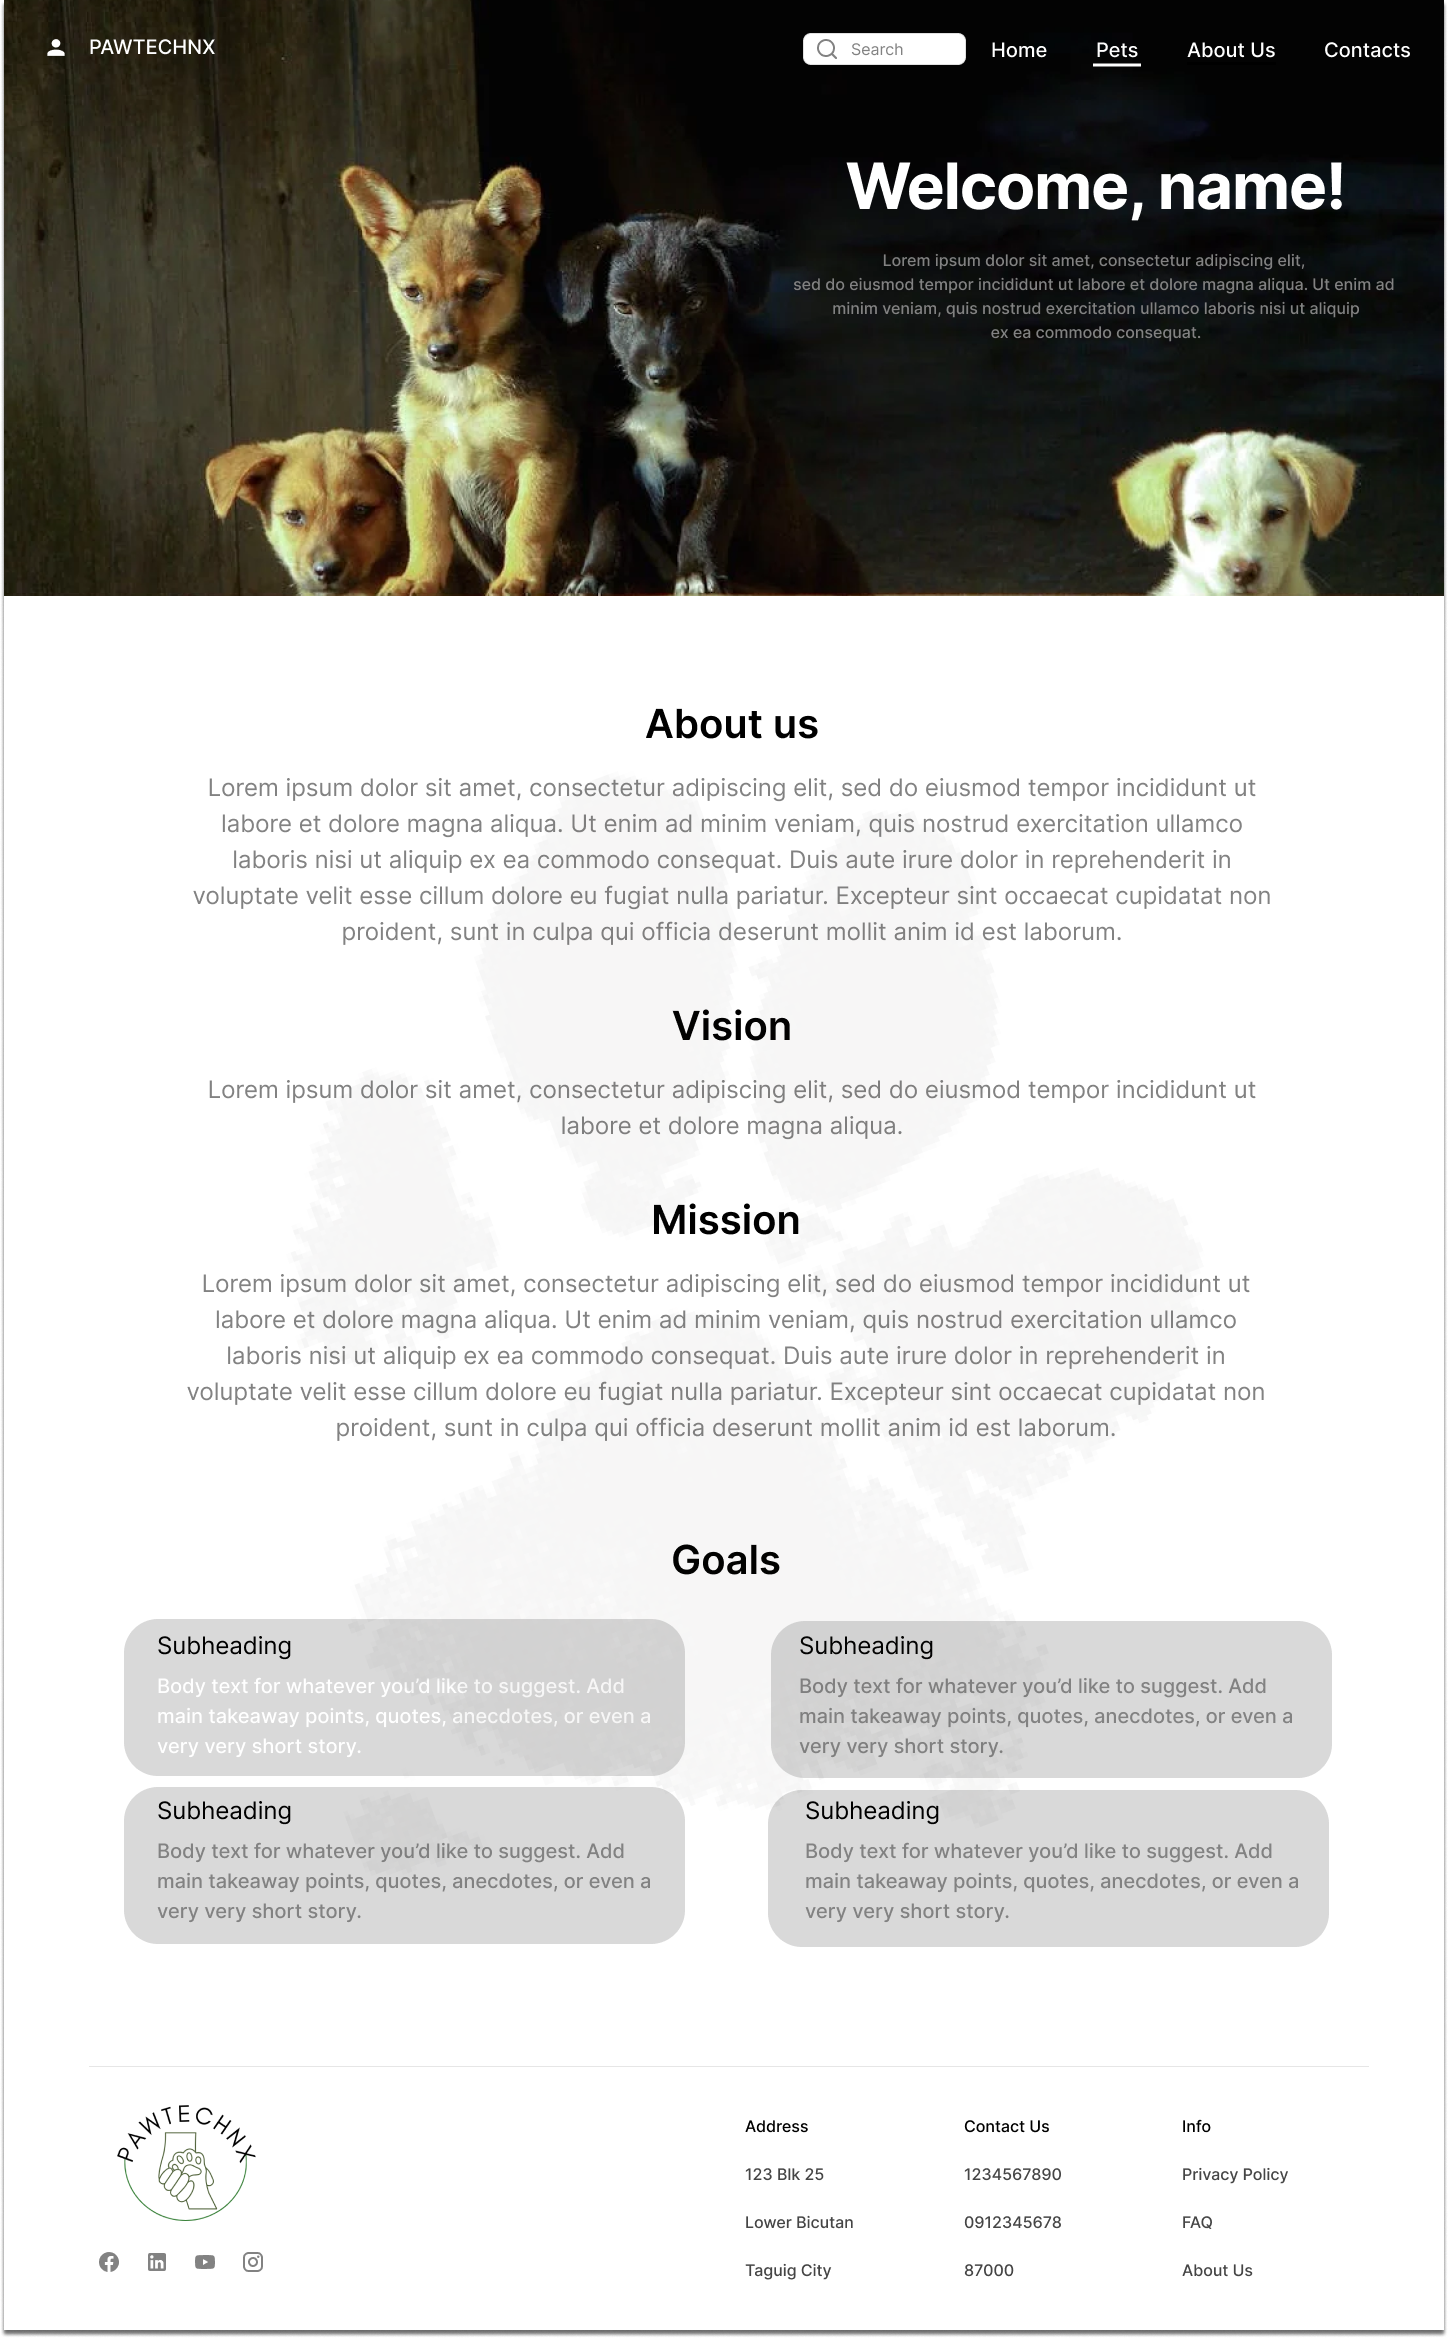 PAWTECHNX
Search
Home
Pets
About Us
Contacts
Welcome, name!
Lorem ipsum dolor sit amet, consectetur adipiscing elit,
sed do eiusmod tempor incididunt ut labore et dolore magna aliqua. Ut enim ad
minim veniam, quis nostrud exercitation ullamco laboris nisi ut aliquip
ex ea commodo consequat.
About us
Lorem ipsum dolor sit amet, consectetur adipiscing elit, sed do eiusmod tempor incididunt ut
labore et dolore magna aliqua. Ut enim ad minim veniam, quis nostrud exercitation ullamco
laboris nisi ut aliquip ex ea commodo consequat. Duis aute irure dolor in reprehenderit in
voluptate velit esse cillum dolore eu fugiat nulla pariatur. Excepteur sint occaecat cupidatat non
proident, sunt in culpa qui officia deserunt mollit anim id est laborum.
Vision
Lorem ipsum dolor sit amet, consectetur adipiscing elit, sed do eiusmod tempor incididunt ut
labore et dolore magna aliqua.
Mission
Lorem ipsum dolor sit amet, consectetur adipiscing elit, sed do eiusmod tempor incididunt ut
labore et dolore magna aliqua. Ut enim ad minim veniam, quis nostrud exercitation ullamco
laboris nisi ut aliquip ex ea commodo consequat. Duis aute irure dolor in reprehenderit in
voluptate velit esse cillum dolore eu fugiat nulla pariatur. Excepteur sint occaecat cupidatat non
proident, sunt in culpa qui officia deserunt mollit anim id est laborum.
Goals
Subheading
Body text for whatever you’d like to suggest. Add
main takeaway points, quotes, anecdotes, or even a
very very short story.
Subheading
Body text for whatever you’d like to suggest. Add
main takeaway points, quotes, anecdotes, or even a
very very short story.
Subheading
Body text for whatever you’d like to suggest. Add
main takeaway points, quotes, anecdotes, or even a
very very short story.
Subheading
Body text for whatever you’d like to suggest. Add
main takeaway points, quotes, anecdotes, or even a
very very short story.
PAWTECHNX
Address
123 Blk 25
Lower Bicutan
Taguig City
Contact Us
1234567890
0912345678
87000
Info
Privacy Policy
FAQ
About Us